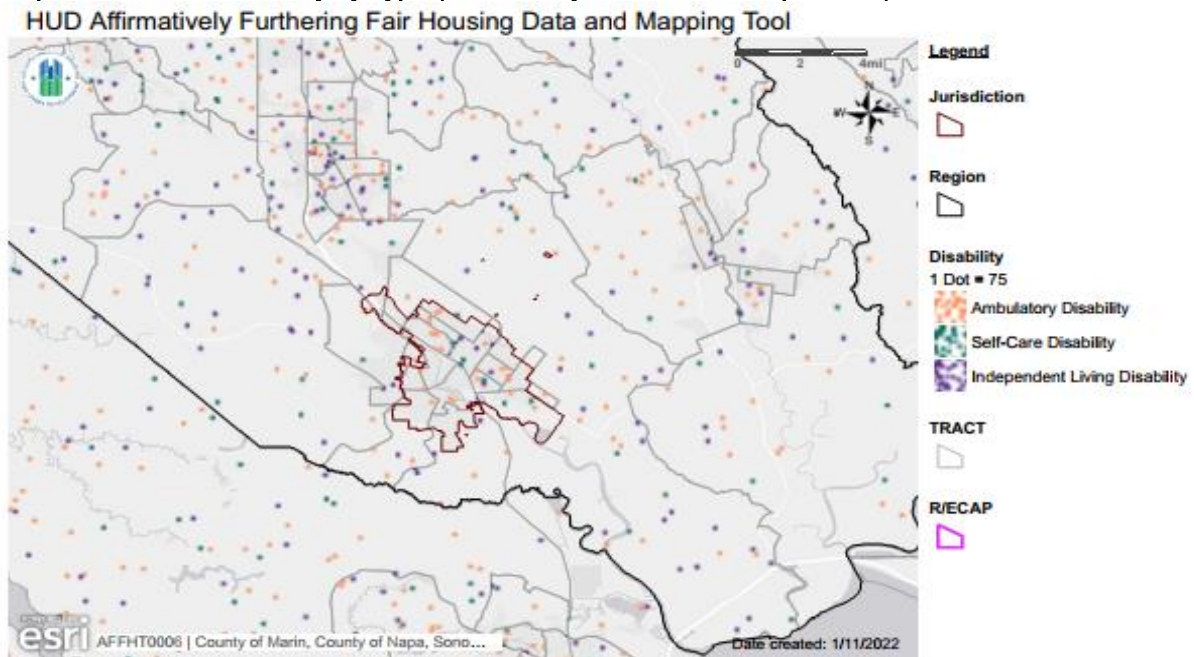 HUD Affirmatively Furthering Fair Housing Data and Mapping Tool
0 2 4mi
N
W E
S
Legend
Jurisdiction
Region
Disability
1 Dot = 75
Ambulatory Disability
Self-Care Disability
Independent Living Disability
TRACT
R/ECAP
esri AFFHT0006 | County of Marin, County of Napa, Sono...
Date created: 1/11/2022